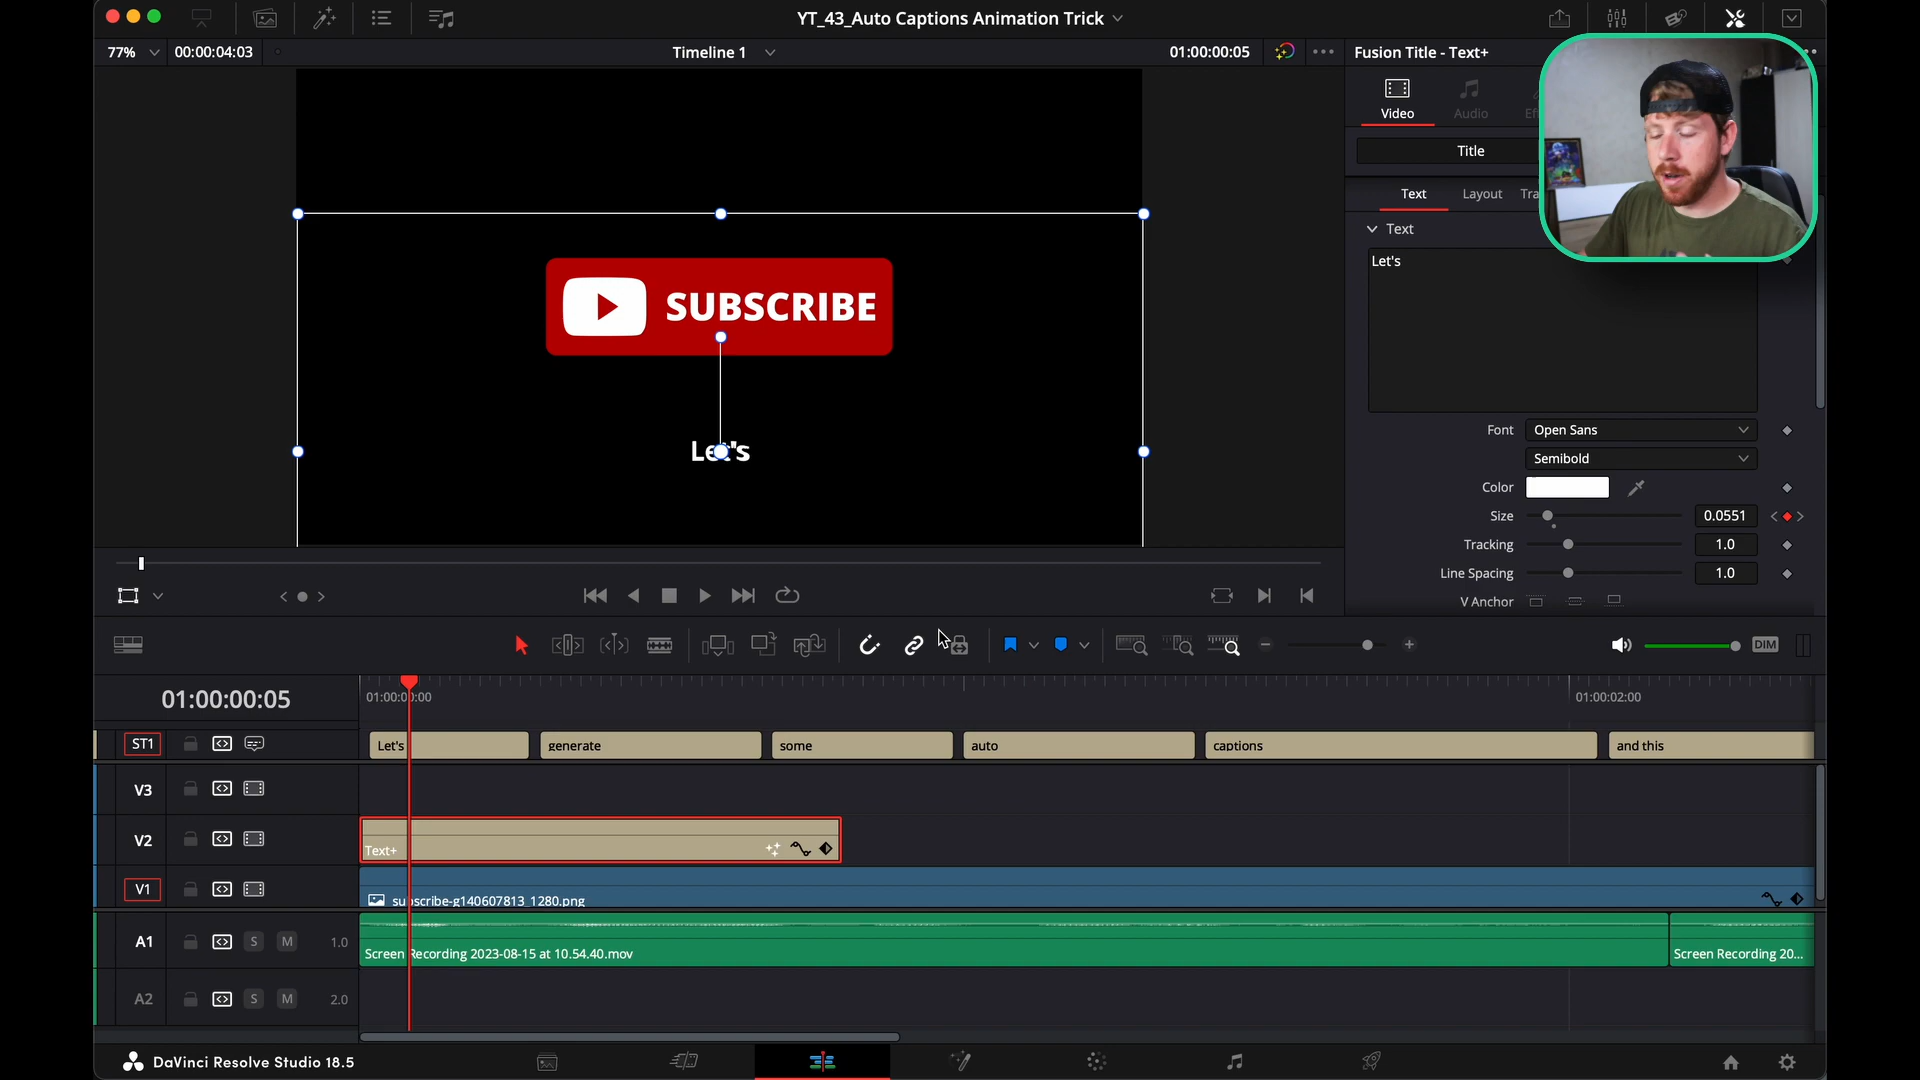 YT_43_Auto Captions Animation Trick
77%
00:00:04:03
Timeline 1
01:00:00:05
Fusion Title - Text+
Video
Audio
Title
Text
Layout
SUBSCRIBE
Let's
Text
Let's
Font
Open Sans
Semibold
Color
Size
0.0551
Tracking
1.0
Line Spacing
1.0
V Anchor
DIM
01:00:00:05
01:00:00:00
01:00:02:00
ST1
Let's
generate
some
auto
captions
and this
V3
V2
Text+
V1
subscribe-g140607813_1280.png
A1
S
M
1.0
Screen Recording 2023-08-15 at 10.54.40.mov
Screen Recording 20...
A2
S
M
2.0
DaVinci Resolve Studio 18.5